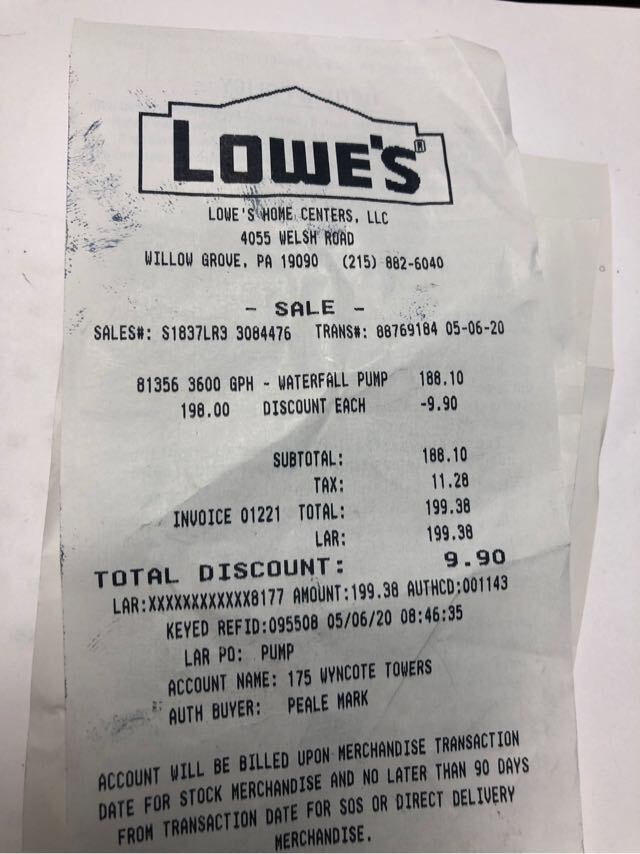 LOWE'S®
LOWE'S HOME CENTERS, LLC
4055 WELSH ROAD
WILLOW GROVE, PA 19090 (215) 882-6040
- SALE -
SALES#: S1837LR3 3084476 TRANS#: 88769184 05-06-20
81356 3600 GPH - WATERFALL PUMP 188.10
198.00 DISCOUNT EACH -9.90
SUBTOTAL: 188.10
TAX: 11.28
INVOICE 01221 TOTAL: 199.38
LAR: 199.38
TOTAL DISCOUNT: 9.90
LAR:XXXXXXXXXXXX8177 AMOUNT:199.38 AUTHCD:001143
KEYED REFID:095508 05/06/20 08:46:35
LAR PO: PUMP
ACCOUNT NAME: 175 WYNCOTE TOWERS
AUTH BUYER: PEALE MARK
ACCOUNT WILL BE BILLED UPON MERCHANDISE TRANSACTION
DATE FOR STOCK MERCHANDISE AND NO LATER THAN 90 DAYS
FROM TRANSACTION DATE FOR SOS OR DIRECT DELIVERY
MERCHANDISE.